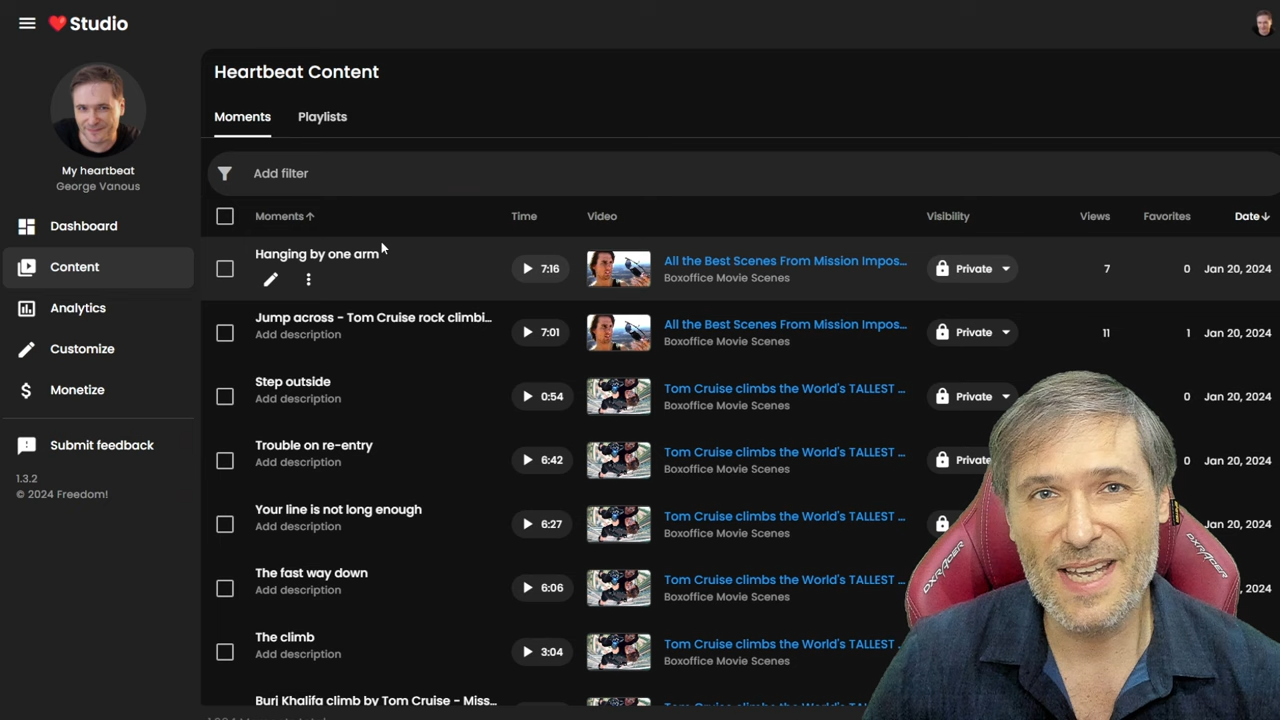 Studio
My heartbeat
George Vanous
Dashboard
Content
Analytics
Customize
Monetize
Submit feedback
1.3.2
© 2024 Freedom!
Heartbeat Content
Moments
Playlists
Add filter
Moments Time Video Visibility Views Favorites Date
Hanging by one arm 7:16 All the Best Scenes From Mission Impos... Private 7 0 Jan 20, 2024
Boxoffice Movie Scenes
Jump across - Tom Cruise rock climbi... 7:01 All the Best Scenes From Mission Impos... Private 11 1 Jan 20, 2024
Add description Boxoffice Movie Scenes
Step outside 0:54 Tom Cruise climbs the World's TALLEST ... Private 0 Jan 20, 2024
Add description Boxoffice Movie Scenes
Trouble on re-entry 6:42 Tom Cruise climbs the World's TALLEST ... Private 0 Jan 20, 2024
Add description Boxoffice Movie Scenes
Your line is not long enough 6:27 Tom Cruise climbs the World's TALLEST ... Jan 20, 2024
Add description Boxoffice Movie Scenes
The fast way down 6:06 Tom Cruise climbs the World's TALLEST ... , 2024
Add description Boxoffice Movie Scenes
The climb 3:04 Tom Cruise climbs the World's TALLEST
Add description Boxoffice Movie Scenes
Burj Khalifa climb by Tom Cruise - Miss...
DXRACER
DXRACER